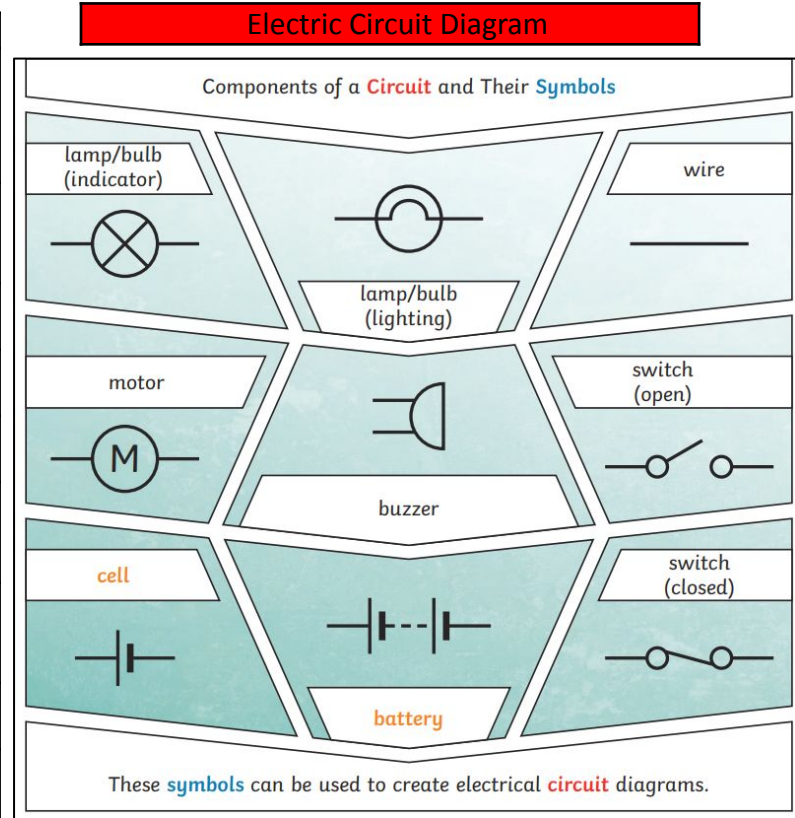 Electric Circuit Diagram
Components of a Circuit and Their Symbols
lamp/bulb
(indicator)
lamp/bulb
(lighting)
wire
motor
M
buzzer
switch
(open)
cell
battery
switch
(closed)
These symbols can be used to create electrical circuit diagrams.